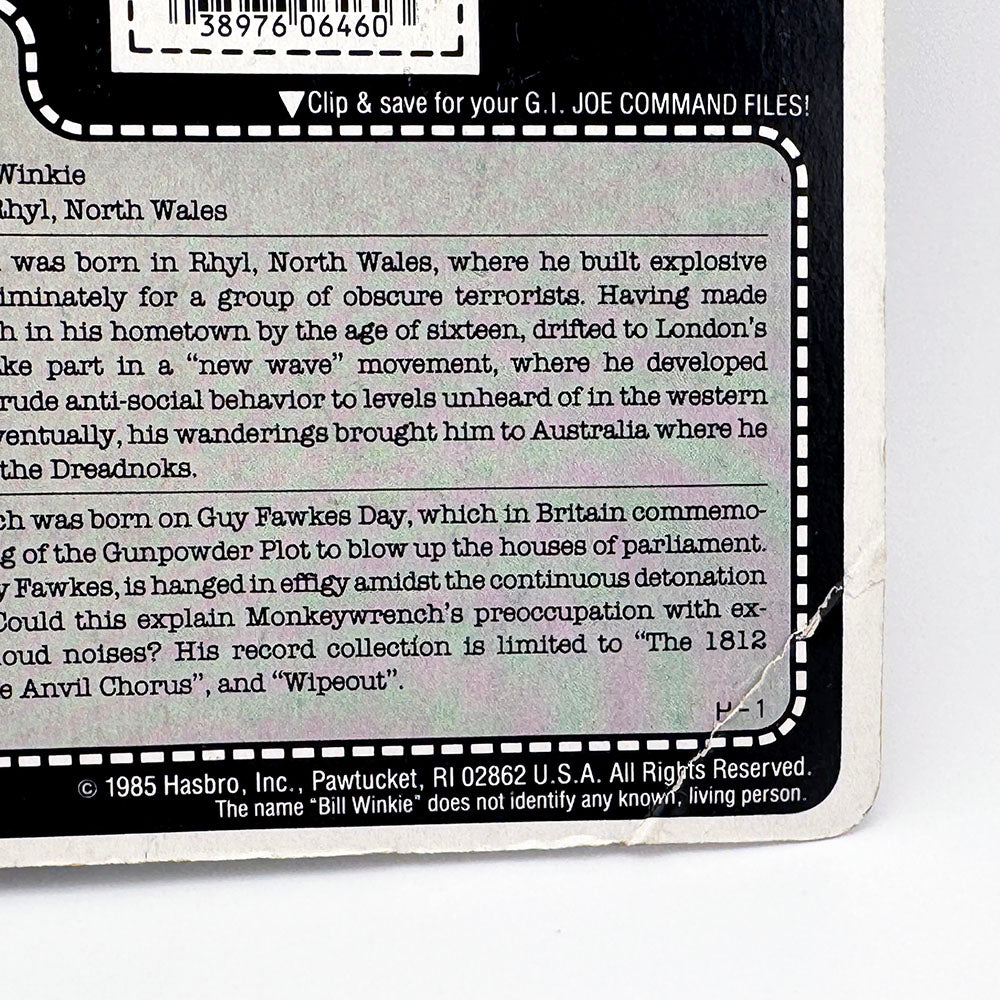 38976 06460
▼Clip & save for your G.I. JOE COMMAND FILES!
Winkie
Rhyl, North Wales
was born in Rhyl, North Wales, where he built explosive
iminately for a group of obscure terrorists. Having made
h in his hometown by the age of sixteen, drifted to London's
ke part in a “new wave” movement, where he developed
rude anti-social behavior to levels unheard of in the western
ventually, his wanderings brought him to Australia where he
the Dreadnoks.
ch was born on Guy Fawkes Day, which in Britain commemo-
g of the Gunpowder Plot to blow up the houses of parliament.
y Fawkes, is hanged in effigy amidst the continuous detonation
Could this explain Monkeywrench's preoccupation with ex-
oud noises? His record collection is limited to “The 1812
e Anvil Chorus”, and “Wipeout”.
© 1985 Hasbro, Inc., Pawtucket, RI 02862 U.S.A. All Rights Reserved.
The name “Bill Winkie” does not identify any known, living person.